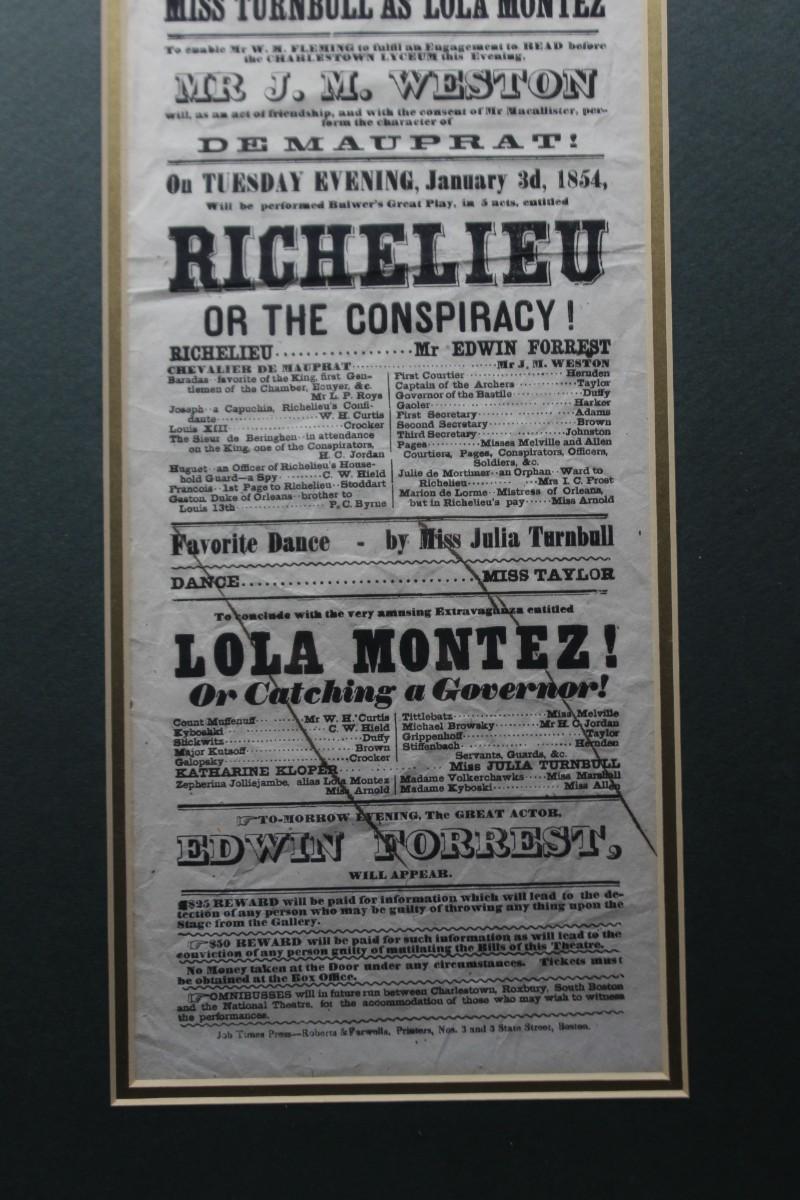 MISS TURNBULL AS LOLA MONTEZ
To enable Mr W. M. FLEMING to fulfil an Engagement to READ before
the CHARLESTOWN LYCEUM this Evening,
MR J. M. WESTON
will, as an act of friendship, and with the consent of Mr Macallister, per-
form the character of
DE MAUPRAT!
On TUESDAY EVENING, January 3d, 1854,
Will be performed Bulwer's Great Play, in 5 acts, entitled
RICHELIEU
OR THE CONSPIRACY!
RICHELIEU..................Mr EDWIN FORREST
CHEVALIER DE MAUPRAT..................Mr J. M. WESTON
Baradas favorite of the King, first Gen-
tlemen of the Chamber, Ecuyer, &c.
Mr L. P. Roys
Joseph a Capuchin, Richelieu's Confi-
dante..................W. H. Curtis
Louis XIII..................Crocker
The Sieur de Beringhen in attendance
on the King, one of the Conspirators,
H. C. Jordan
Huguet an Officer of Richelieu's House-
hold Guard—a Spy........C. W. Hield
Francois 1st Page to Richelieu Stoddart
Gaston, Duke of Orleans brother to
Louis 13th..................P. C. Byrne
First Courtier..................Hernden
Captain of the Archers...........Taylor
Governor of the Bastile...........Duffy
Gaoler..................Harker
First Secretary..................Adams
Second Secretary..................Brown
Third Secretary..................Johnston
Pages...........Misses Melville and Allen
Courtiers, Pages, Conspirators, Officers,
Soldiers, &c.
Julie de Mortimer an Orphan Ward to
Richelieu...........Mrs I. C. Prost
Marion de Lorme Mistress of Orleans,
but in Richelieu's pay......Miss Arnold
Favorite Dance - by Miss Julia Turnbull
DANCE..............................MISS TAYLOR
To conclude with the very amusing Extravaganza entitled
LOLA MONTEZ!
Or Catching a Governor!
Count Muffenuff........Mr W. H. Curtis
Kyboshki..................C. W. Hield
Slickwitz..................Duffy
Major Kutsoff..................Brown
Galopsky..................Crocker
Tittlebatz..................Miss Melville
Michael Browsky...........Mr H. C. Jordan
Grippenhoff..................Taylor
Stiffenbach..................Hernden
Servants, Guards, &c.
KATHARINE KLOPER..................Miss JULIA TURNBULL
Zepherina Jolliejambe, alias Lola Montez
Miss Arnold
Madame Volkerchawks.....Miss Marshall
Madame Kyboski..................Miss Allen
☞TO-MORROW EVENING, The GREAT ACTOR,
EDWIN FORREST,
WILL APPEAR.
$25 REWARD will be paid for information which will lead to the de-
tection of any person who may be guilty of throwing any thing upon the
Stage from the Gallery.
☞$50 REWARD will be paid for such information as will lead to the
conviction of any person guilty of mutilating the Bills of this Theatre.
No Money taken at the Door under any circumstances. Tickets must
be obtained at the Box Office.
☞OMNIBUSSES will in future run between Charlestown, Roxbury, South Boston
and the National Theatre, for the accommodation of those who may wish to witness
the performances.
Job Times Press—Roberts & Farwells, Printers, Nos. 3 and 5 State Street, Boston.